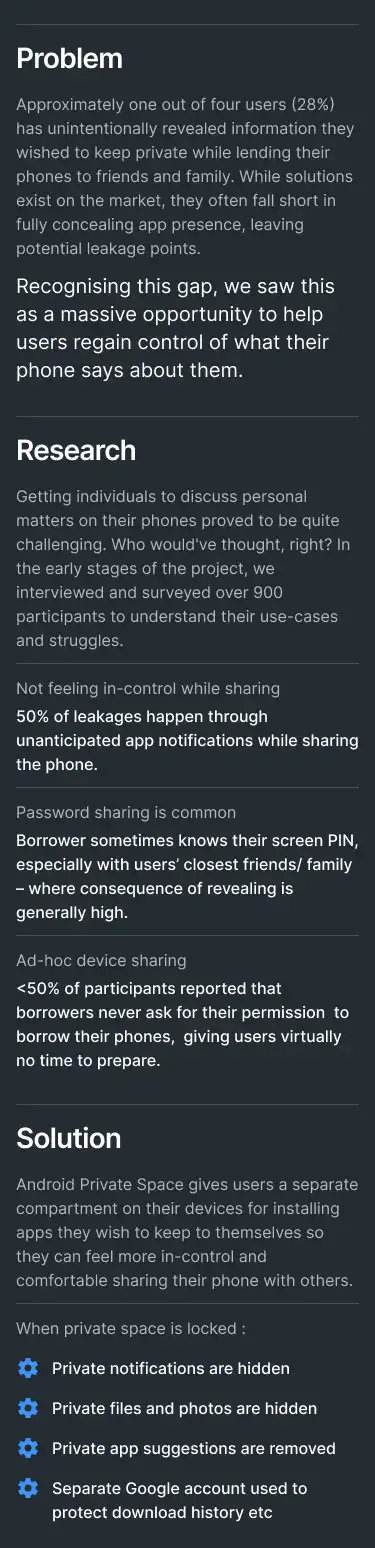 Problem
Approximately one out of four users (28%)
has unintentionally revealed information they
wished to keep private while lending their
phones to friends and family. While solutions
exist on the market, they often fall short in
fully concealing app presence, leaving
potential leakage points.
Recognising this gap, we saw this
as a massive opportunity to help
users regain control of what their
phone says about them.
Research
Getting individuals to discuss personal
matters on their phones proved to be quite
challenging. Who would've thought, right? In
the early stages of the project, we
interviewed and surveyed over 900
participants to understand their use-cases
and struggles.
Not feeling in-control while sharing
50% of leakages happen through
unanticipated app notifications while sharing
the phone.
Password sharing is common
Borrower sometimes knows their screen PIN,
especially with users’ closest friends/ family
– where consequence of revealing is
generally high.
Ad-hoc device sharing
<50% of participants reported that
borrowers never ask for their permission  to
borrow their phones,  giving users virtually
no time to prepare.
Solution
Android Private Space gives users a separate
compartment on their devices for installing
apps they wish to keep to themselves so
they can feel more in-control and
comfortable sharing their phone with others.
When private space is locked :
Private notifications are hidden
Private files and photos are hidden
Private app suggestions are removed
Separate Google account used to
protect download history etc